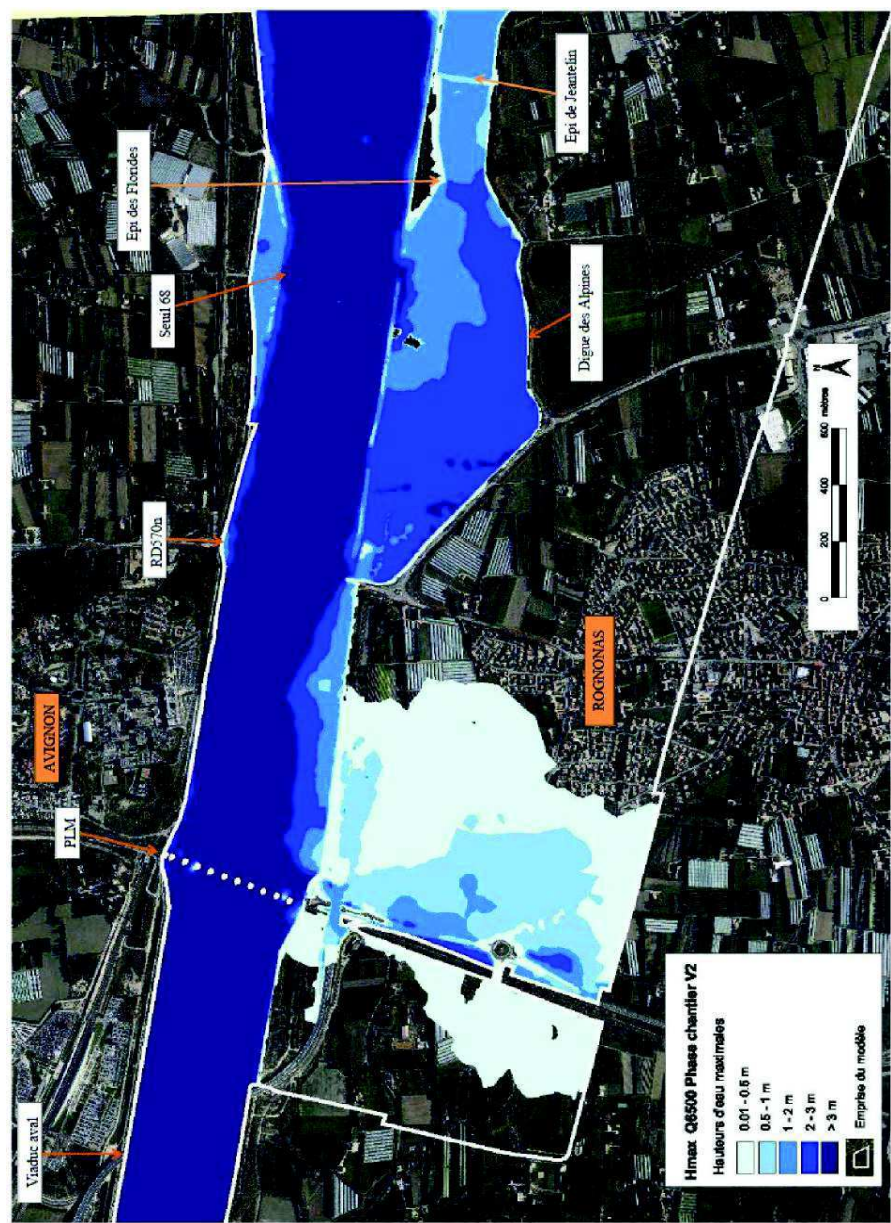 Viaduc aval
PLM
AVIGNON
RD570n
Seuil 68
Epi des Florides
Epi de Jeantelin
Digue des Alpines
ROGNONAS
0 200 400 600 mètres
Hmax Q6500 Phase chantier V2
Hauteurs d'eau maximales
0.01 - 0.5 m
0.5 - 1 m
1 - 2 m
2 - 3 m
> 3 m
Emprise du modèle